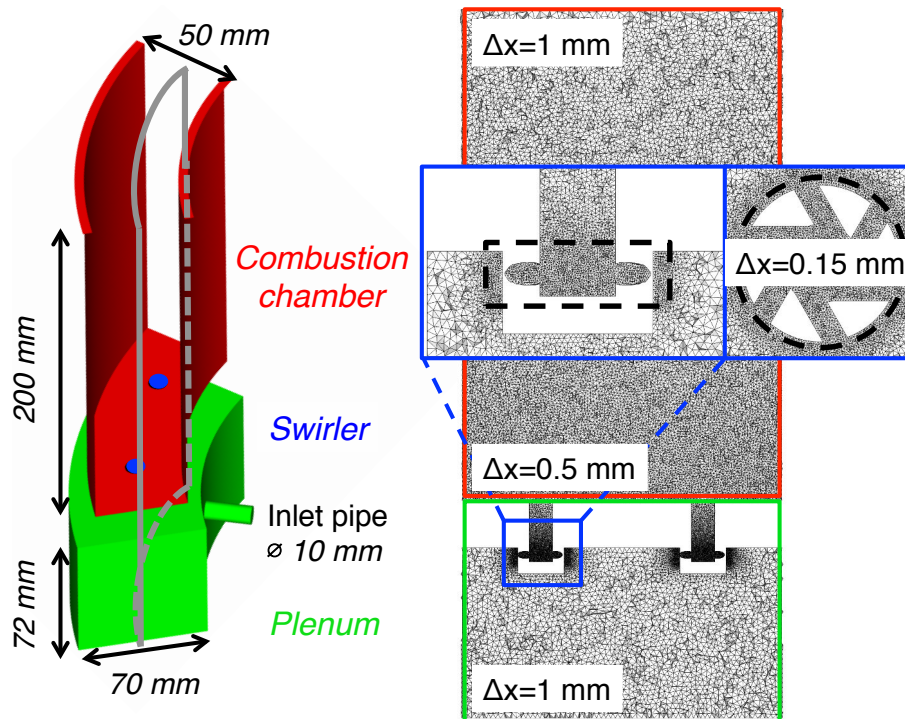 50 mm
200 mm
Combustion
chamber
Swirler
Inlet pipe
⌀ 10 mm
Plenum
72 mm
70 mm
Δx=1 mm
Δx=0.15 mm
Δx=0.5 mm
Δx=1 mm